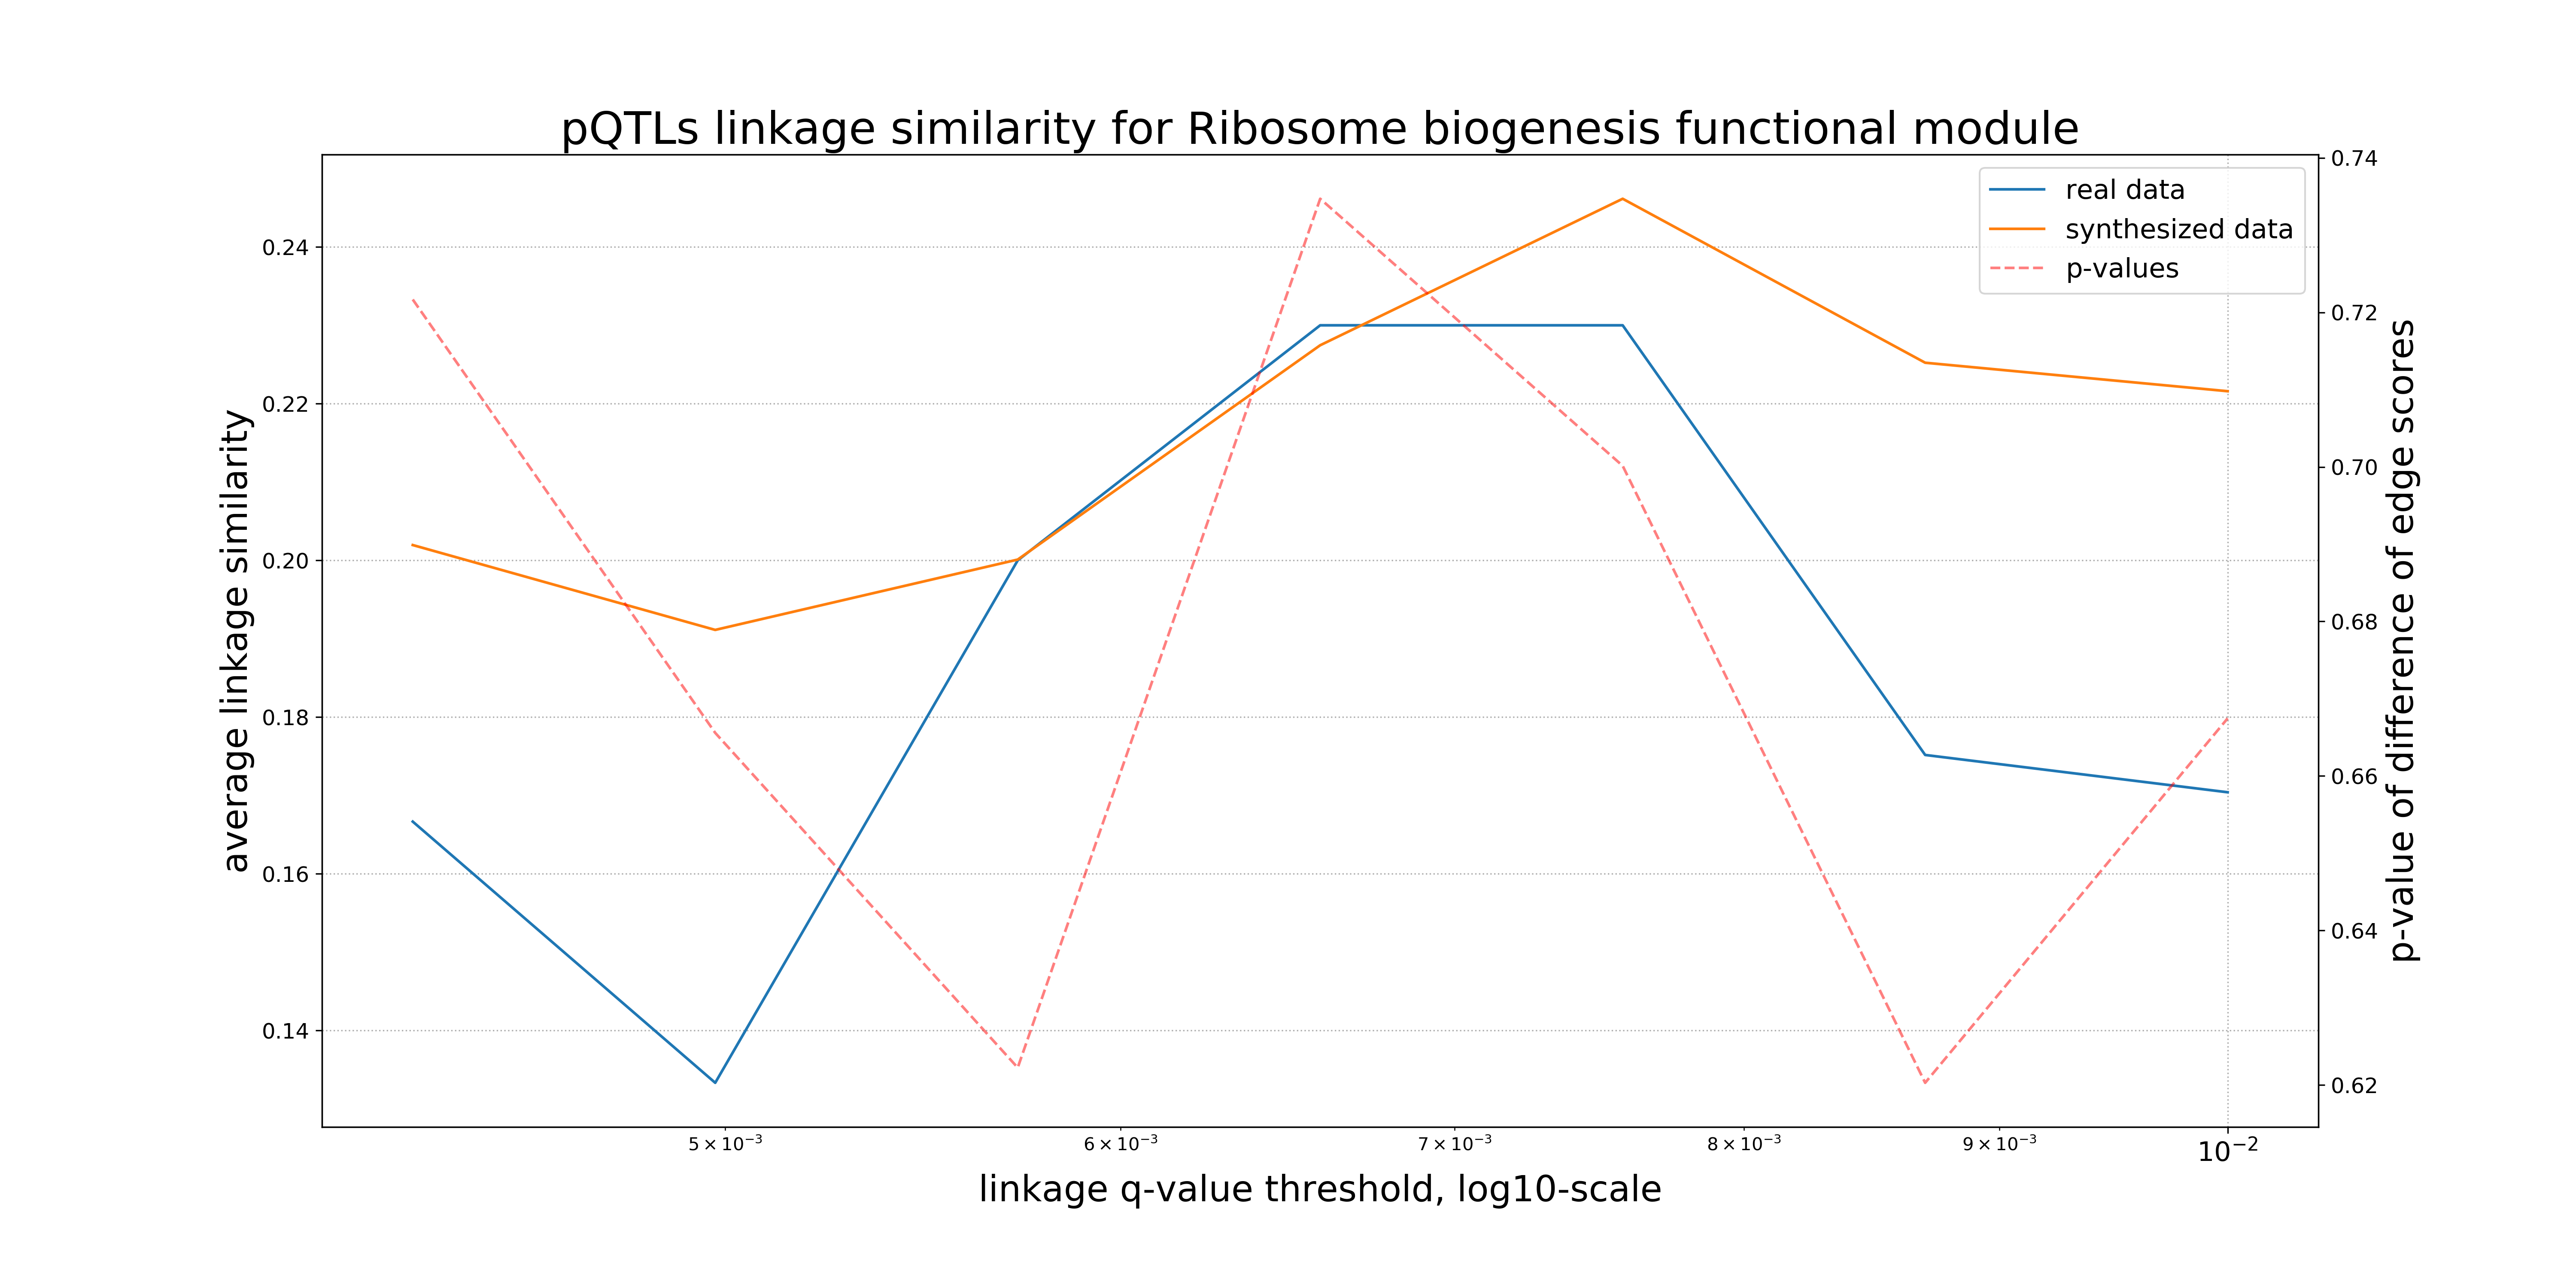 pQTLs linkage similarity for Ribosome biogenesis functional module
real data
synthesized data
p-values
average linkage similarity
0.24
0.22
0.20
0.18
0.16
0.14
0.74
0.72
0.70
0.68
0.66
0.64
0.62
p-value of difference of edge scores
5 × 10⁻³
6 × 10⁻³
7 × 10⁻³
8 × 10⁻³
9 × 10⁻³
10⁻²
linkage q-value threshold, log10-scale